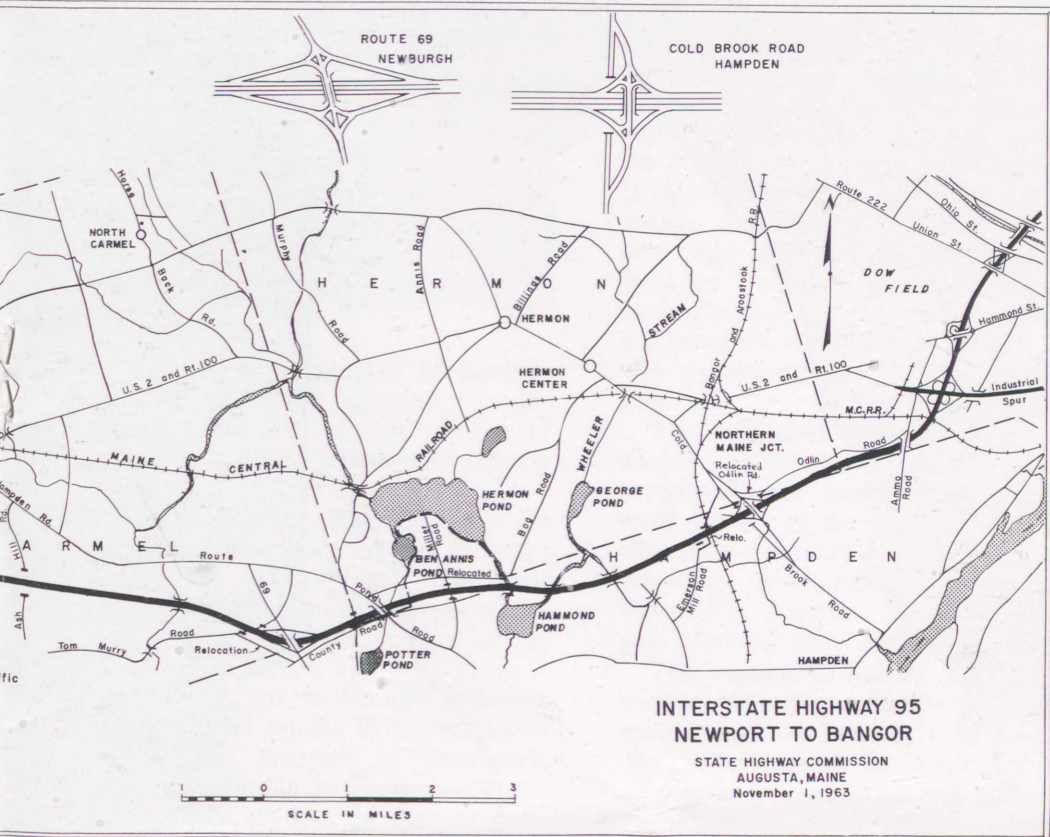 ROUTE 69
NEWBURGH
COLD BROOK ROAD
HAMPDEN
Horse
Back
Rd.
NORTH
CARMEL
Murphy
Road
HERMON
Annis Road
Billings Road
HERMON
HERMON
CENTER
STREAM
WHEELER
R.R.
Bangor and Aroostook
Route 222
Union St.
Ohio St.
DOW
FIELD
Hammond St.
Industrial
Spur
U.S. 2 and Rt. 100
U.S. 2 and Rt. 100
M.C.R.R.
MAINE CENTRAL RAILROAD
NORTHERN
MAINE JCT.
Relocated
Odlin Rd.
Odlin Road
Ammo
Road
Cold
Brook
Road
HERMON
POND
GEORGE
POND
Bog Road
Miller
Road
BEN ANNIS
POND
Relocated
Relo.
HAMPDEN
Emerson
Mill Road
Rd.
Hill
Ash
ARMEL
Route
69
Tom Murry Road
Relocation
County Road
Road
POTTER
POND
HAMMOND
POND
HAMPDEN
ffic
INTERSTATE HIGHWAY 95
NEWPORT TO BANGOR
STATE HIGHWAY COMMISSION
AUGUSTA, MAINE
November 1, 1963
1 0 1 2 3
SCALE IN MILES